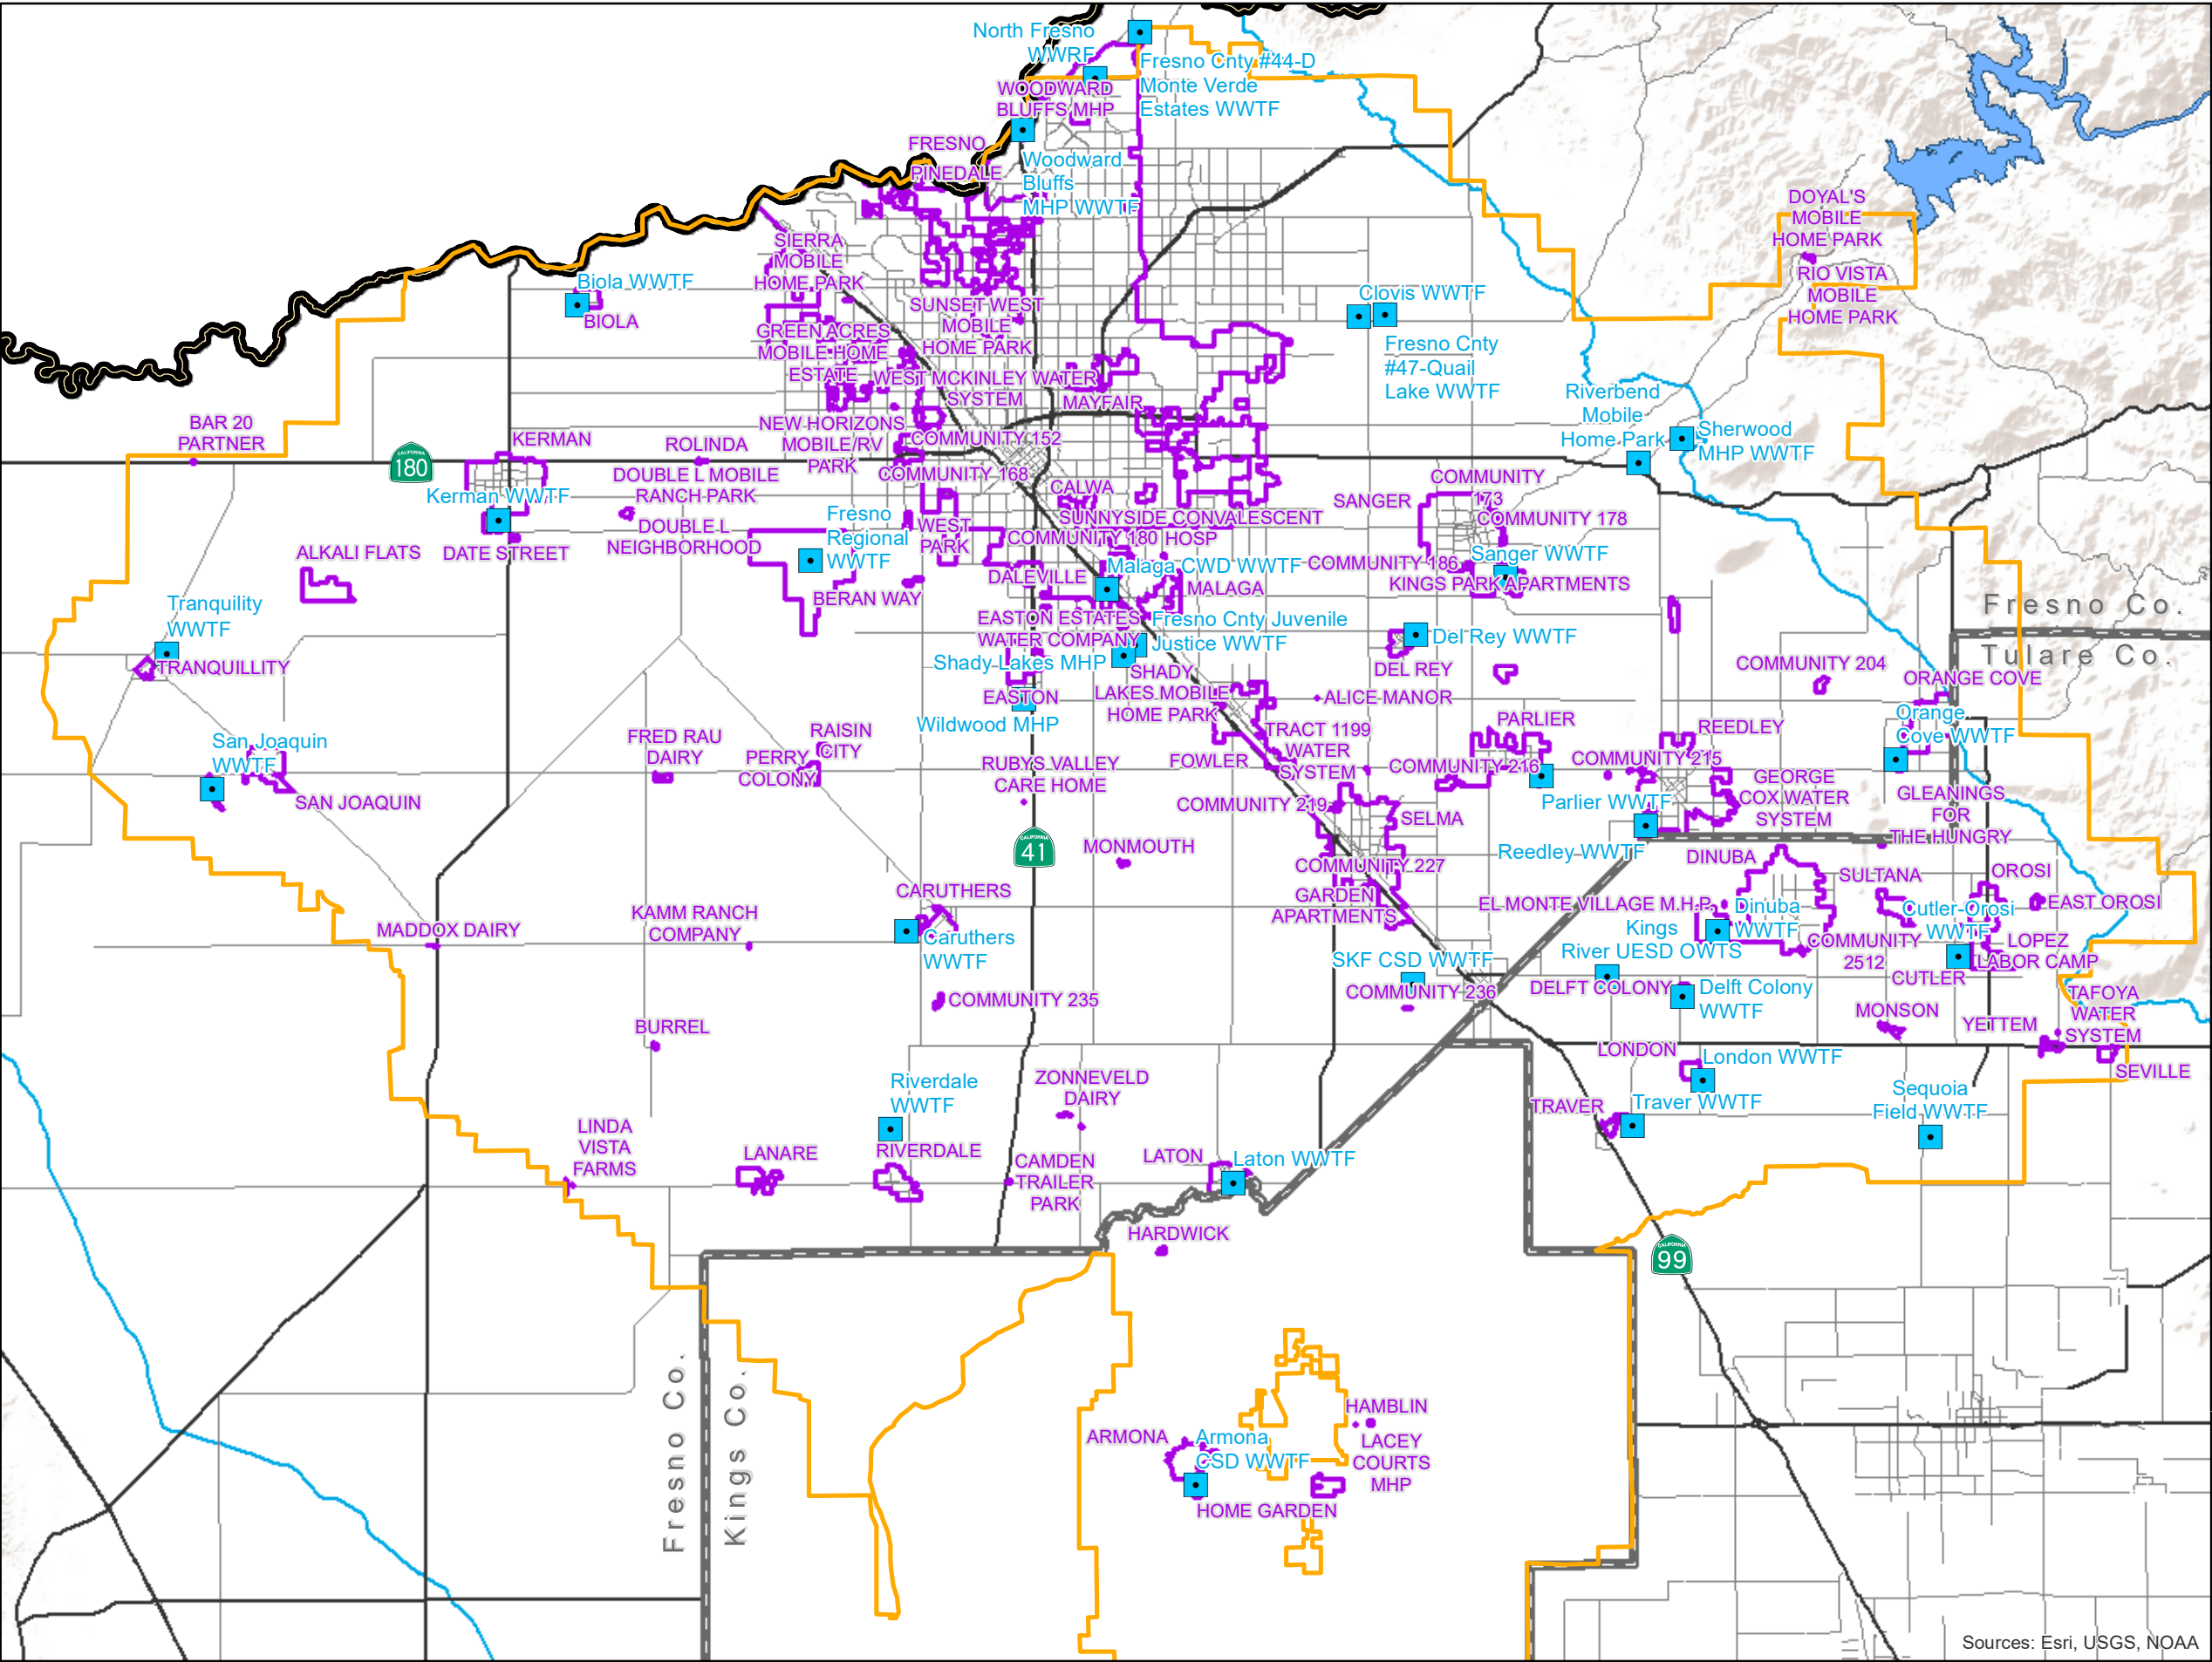 North Fresno
WWRF
Fresno Cnty #44-D
Monte Verde
Estates WWTF
WOODWARD
BLUFFS MHP
FRESNO
PINEDALE
Woodward
Bluffs
MHP WWTF
DOYAL'S
MOBILE
HOME PARK
RIO VISTA
MOBILE
HOME PARK
SIERRA
MOBILE
HOME PARK
Biola WWTF
BIOLA
SUNSET WEST
MOBILE
HOME PARK
GREEN ACRES
MOBILE HOME
ESTATE
Clovis WWTF
Fresno Cnty
#47-Quail
Lake WWTF
WEST MCKINLEY WATER
SYSTEM
MAYFAIR
Riverbend
Mobile
Home Park
Sherwood
MHP WWTF
BAR 20
PARTNER
CALIFORNIA
180
KERMAN
Kerman WWTF
ROLINDA
NEW HORIZONS
MOBILE/RV
PARK
COMMUNITY 152
COMMUNITY 168
DOUBLE L MOBILE
RANCH PARK
DOUBLE L
NEIGHBORHOOD
CALWA
SANGER
COMMUNITY
173
COMMUNITY 178
Fresno
Regional
WWTF
WEST
PARK
SUNNYSIDE CONVALESCENT
HOSP
COMMUNITY 180
ALKALI FLATS
DATE STREET
Sanger WWTF
COMMUNITY 186
KINGS PARK APARTMENTS
DALEVILLE
Malaga CWD WWTF
MALAGA
BERAN WAY
Tranquility
WWTF
TRANQUILLITY
EASTON ESTATES
WATER COMPANY
Fresno Cnty Juvenile
Justice WWTF
Shady Lakes MHP
SHADY
LAKES MOBILE
HOME PARK
Del Rey WWTF
DEL REY
Fresno Co.
Tulare Co.
COMMUNITY 204
ORANGE COVE
Orange
Cove WWTF
EASTON
Wildwood MHP
ALICE MANOR
San Joaquin
WWTF
SAN JOAQUIN
FRED RAU
DAIRY
RAISIN
CITY
PERRY
COLONY
RUBYS VALLEY
CARE HOME
FOWLER
TRACT 1199
WATER
SYSTEM
PARLIER
COMMUNITY 216
REEDLEY
COMMUNITY 215
GEORGE
COX WATER
SYSTEM
GLEANINGS
FOR
THE HUNGRY
COMMUNITY 219
SELMA
Parlier WWTF
Reedley WWTF
CALIFORNIA
41
MONMOUTH
COMMUNITY 227
GARDEN
APARTMENTS
DINUBA
SULTANA
OROSI
EAST OROSI
CARUTHERS
Caruthers
WWTF
MADDOX DAIRY
KAMM RANCH
COMPANY
EL MONTE VILLAGE M.H.P.
Dinuba
WWTF
Kings
River UESD OWTS
Cutler-Orosi
WWTF
COMMUNITY
2512
LOPEZ
LABOR CAMP
CUTLER
SKF CSD WWTF
COMMUNITY 236
DELFT COLONY
Delft Colony
WWTF
TAFOYA
WATER
SYSTEM
COMMUNITY 235
MONSON
YETTEM
BURREL
LONDON
London WWTF
SEVILLE
Riverdale
WWTF
ZONNEVELD
DAIRY
TRAVER
Traver WWTF
Sequoia
Field WWTF
LINDA
VISTA
FARMS
LANARE
RIVERDALE
CAMDEN
TRAILER
PARK
LATON
Laton WWTF
HARDWICK
CALIFORNIA
99
Fresno Co.
Kings Co.
HAMBLIN
LACEY
COURTS
MHP
ARMONA
Armona
CSD WWTF
HOME GARDEN
Sources: Esri, USGS, NOAA